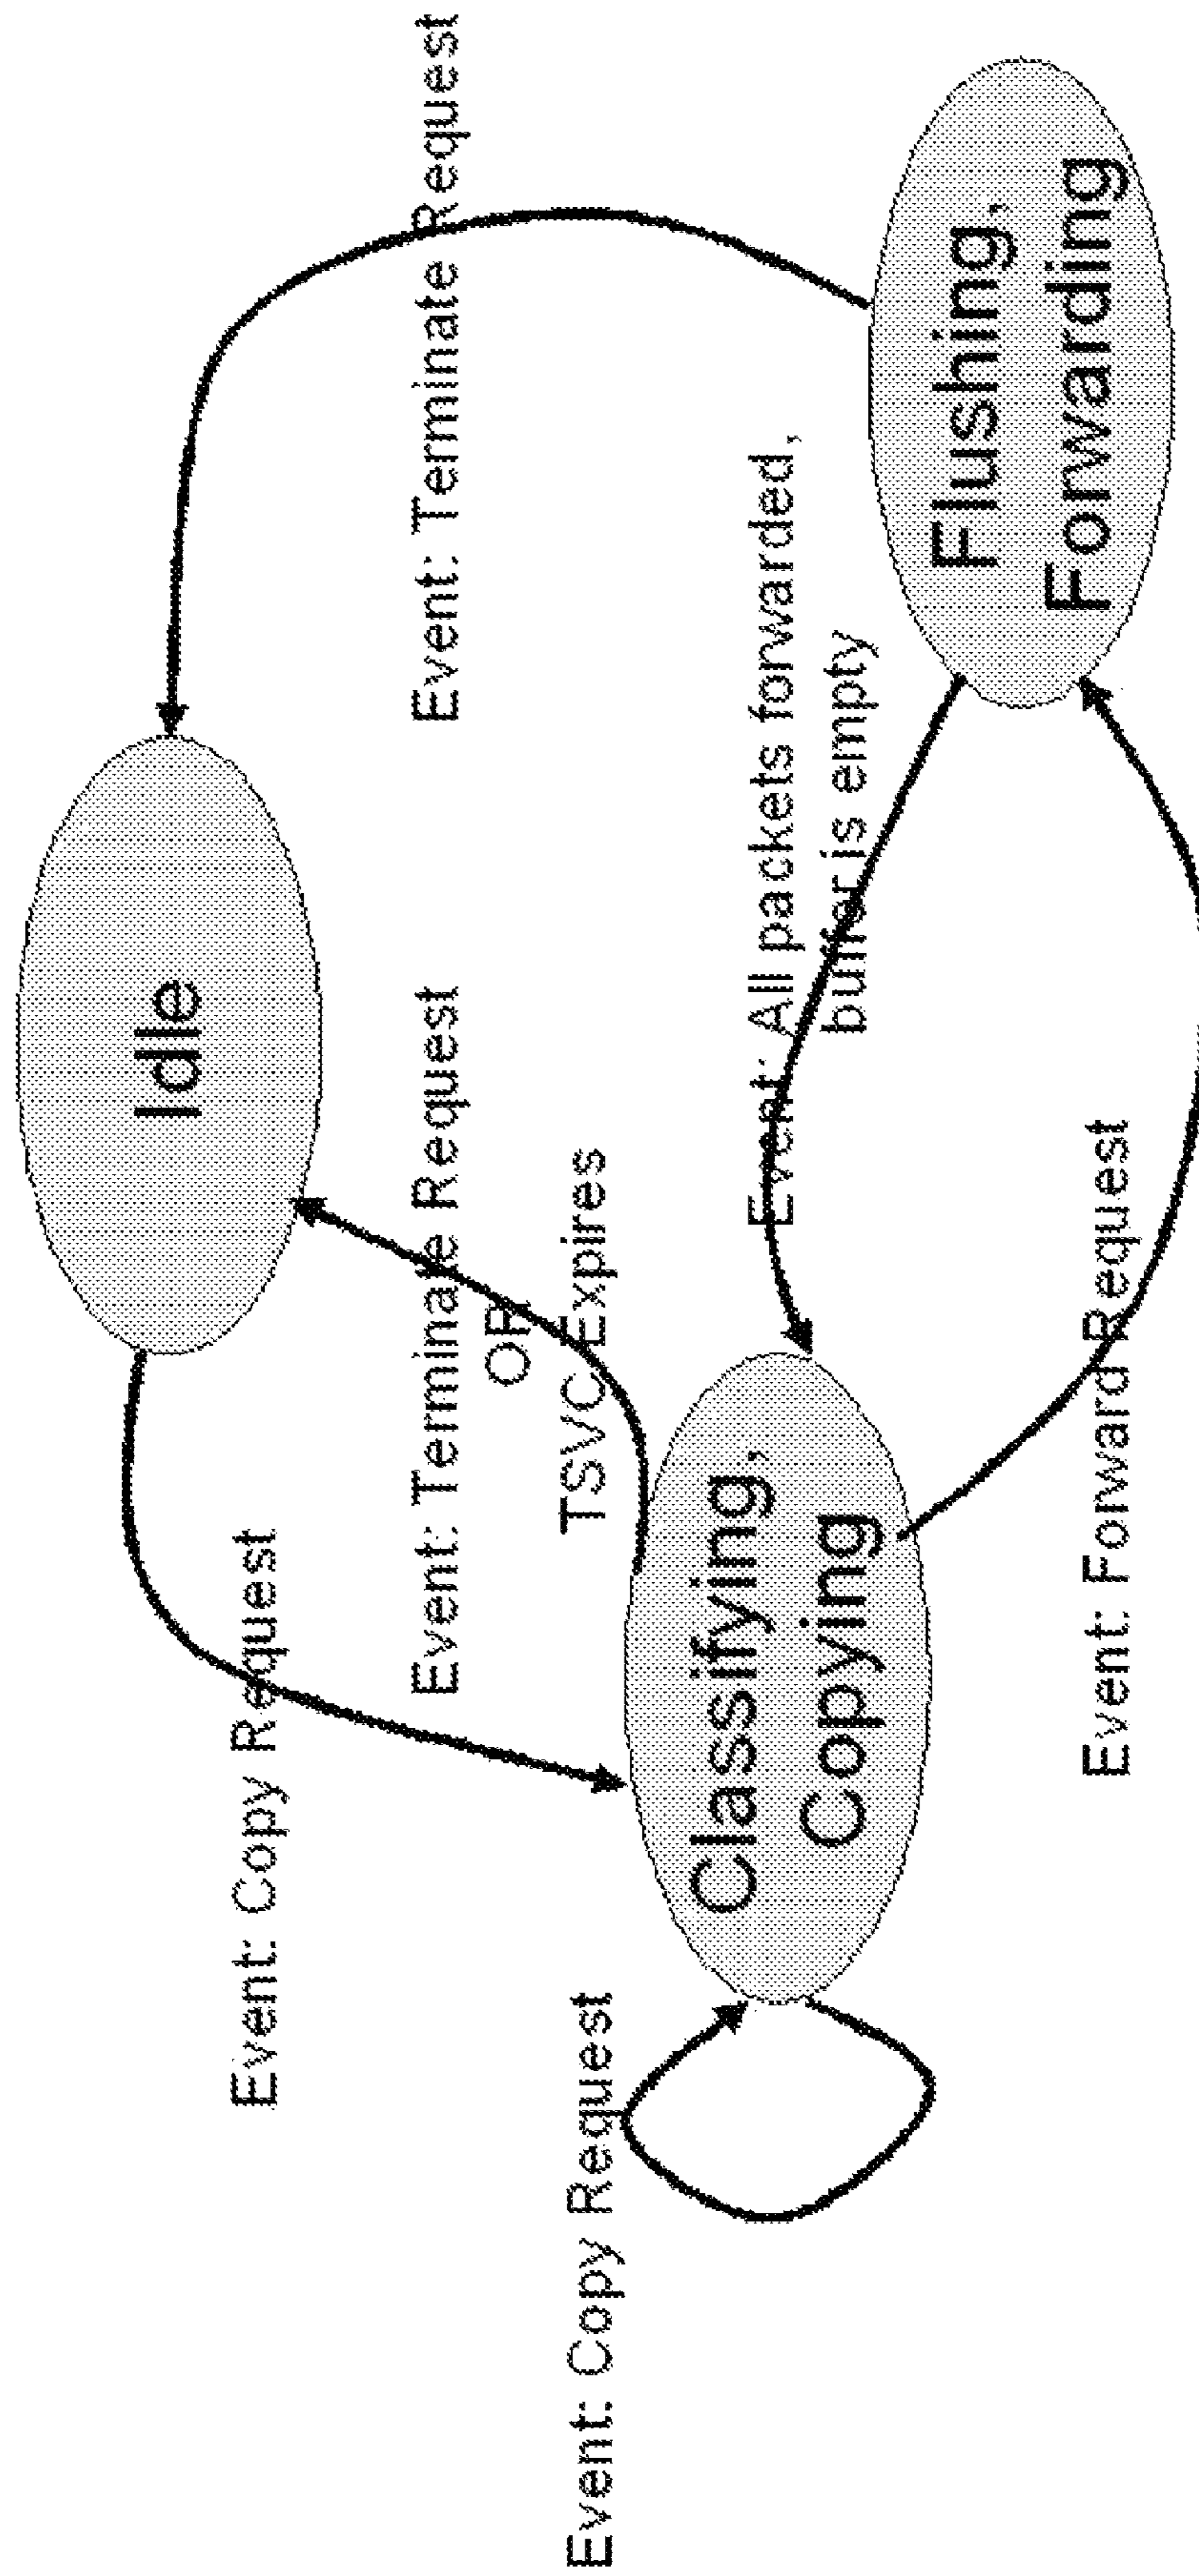 Idle
Event: Copy Request
Event: Terminate Request
OR
TSVC Expires
Event: Terminate Request
Event: Copy Request
Classifying,
Copying
Event: All packets forwarded,
buffer is empty
Flushing,
Forwarding
Event: Forward Request